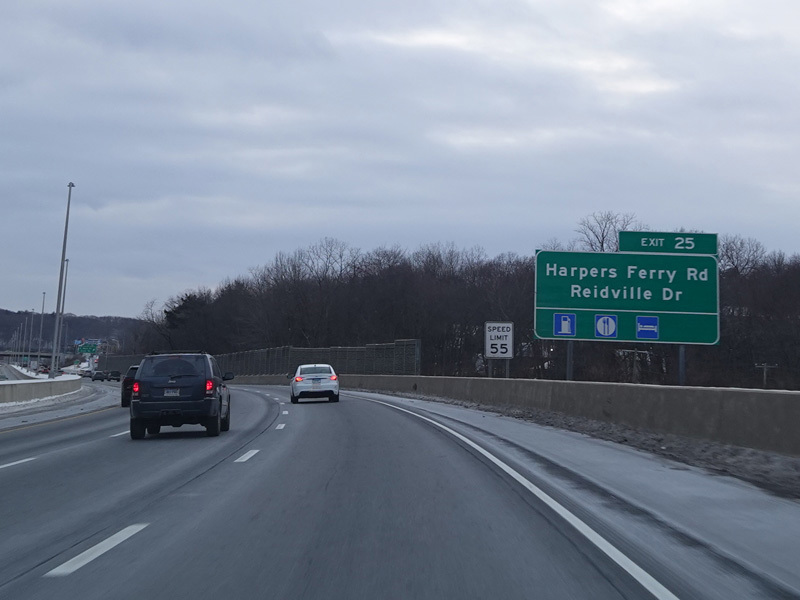 EXIT 25
Harpers Ferry Rd
Reidville Dr
SPEED
LIMIT
55